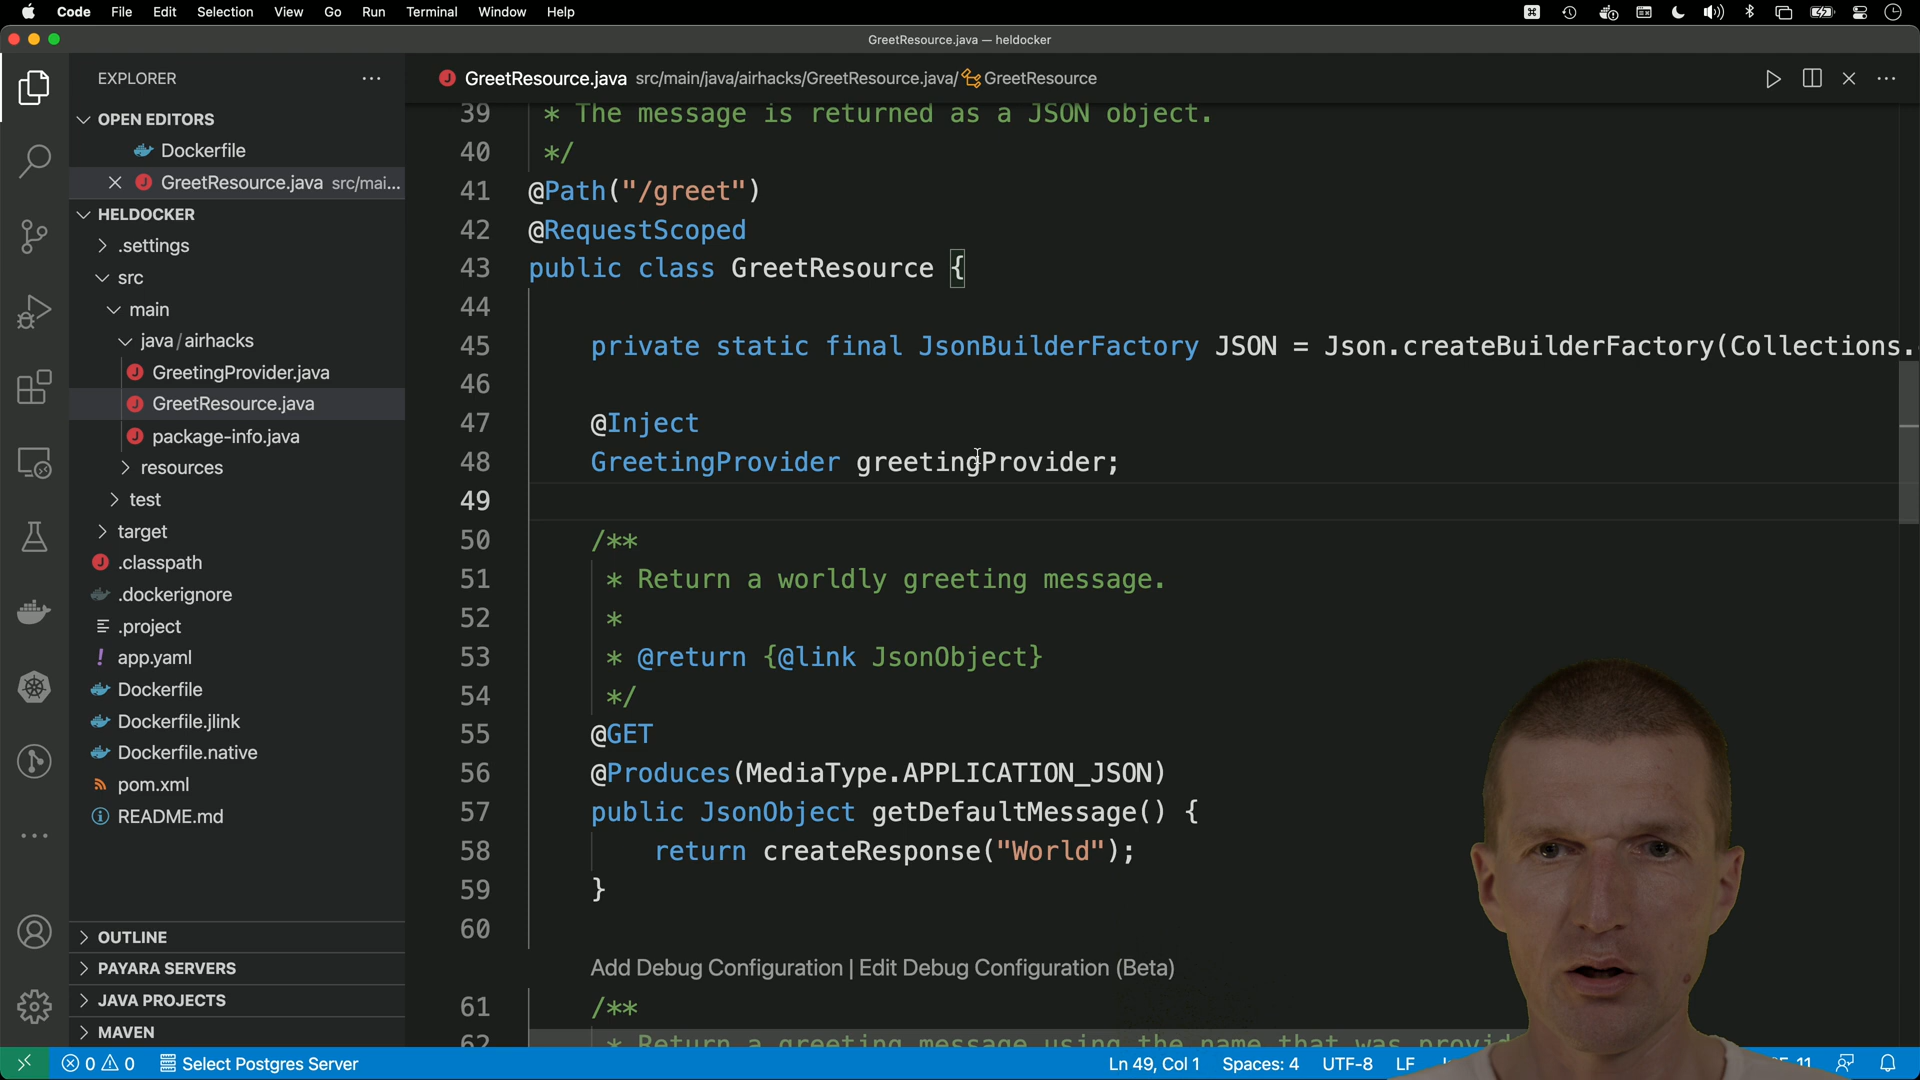 Code File Edit Selection View Go Run Terminal Window Help
GreetResource.java — heldocker
EXPLORER
OPEN EDITORS
Dockerfile
GreetResource.java src/mai...
HELDOCKER
.settings
src
main
java/airhacks
GreetingProvider.java
GreetResource.java
package-info.java
resources
test
target
.classpath
.dockerignore
.project
app.yaml
Dockerfile
Dockerfile.jlink
Dockerfile.native
pom.xml
README.md
OUTLINE
PAYARA SERVERS
JAVA PROJECTS
MAVEN
GreetResource.java src/main/java/airhacks/GreetResource.java/ GreetResource
39 * The message is returned as a JSON object.
40 */
41 @Path("/greet")
42 @RequestScoped
43 public class GreetResource {
44
45 private static final JsonBuilderFactory JSON = Json.createBuilderFactory(Collections.
46
47 @Inject
48 GreetingProvider greetingProvider;
49
50 /**
51 * Return a worldly greeting message.
52 *
53 * @return {@link JsonObject}
54 */
55 @GET
56 @Produces(MediaType.APPLICATION_JSON)
57 public JsonObject getDefaultMessage() {
58 return createResponse("World");
59 }
60
Add Debug Configuration | Edit Debug Configuration (Beta)
61 /**
62 * Return a greeting message using the name that was provid
0 0 Select Postgres Server Ln 49, Col 1 Spaces: 4 UTF-8 LF 11